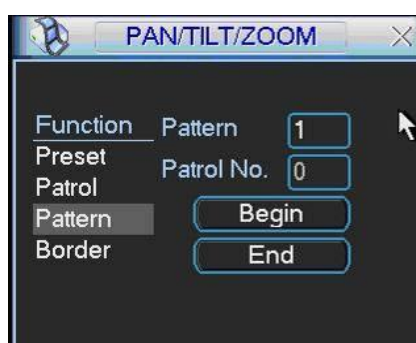 PAN/TILT/ZOOM
Function
Preset
Patrol
Pattern
Border
Pattern 1
Patrol No. 0
Begin
End